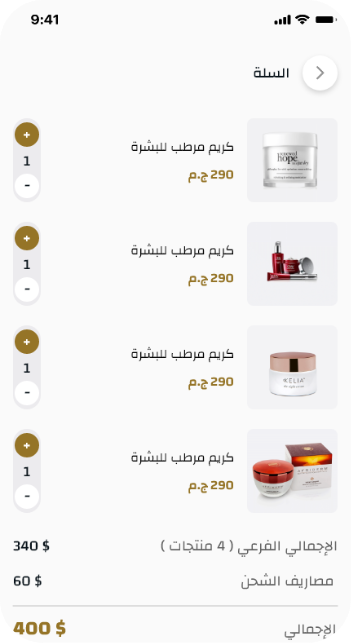 9:41
السلة
كريم مرطب للبشرة
290 ج.م
+
1
-
hope
كريم مرطب للبشرة
290 ج.م
+
1
-
كريم مرطب للبشرة
290 ج.م
+
1
-
كريم مرطب للبشرة
290 ج.م
+
1
-
الإجمالي الفرعي ( 4 منتجات )
340 $
مصاريف الشحن
60 $
الإجمالي
400 $